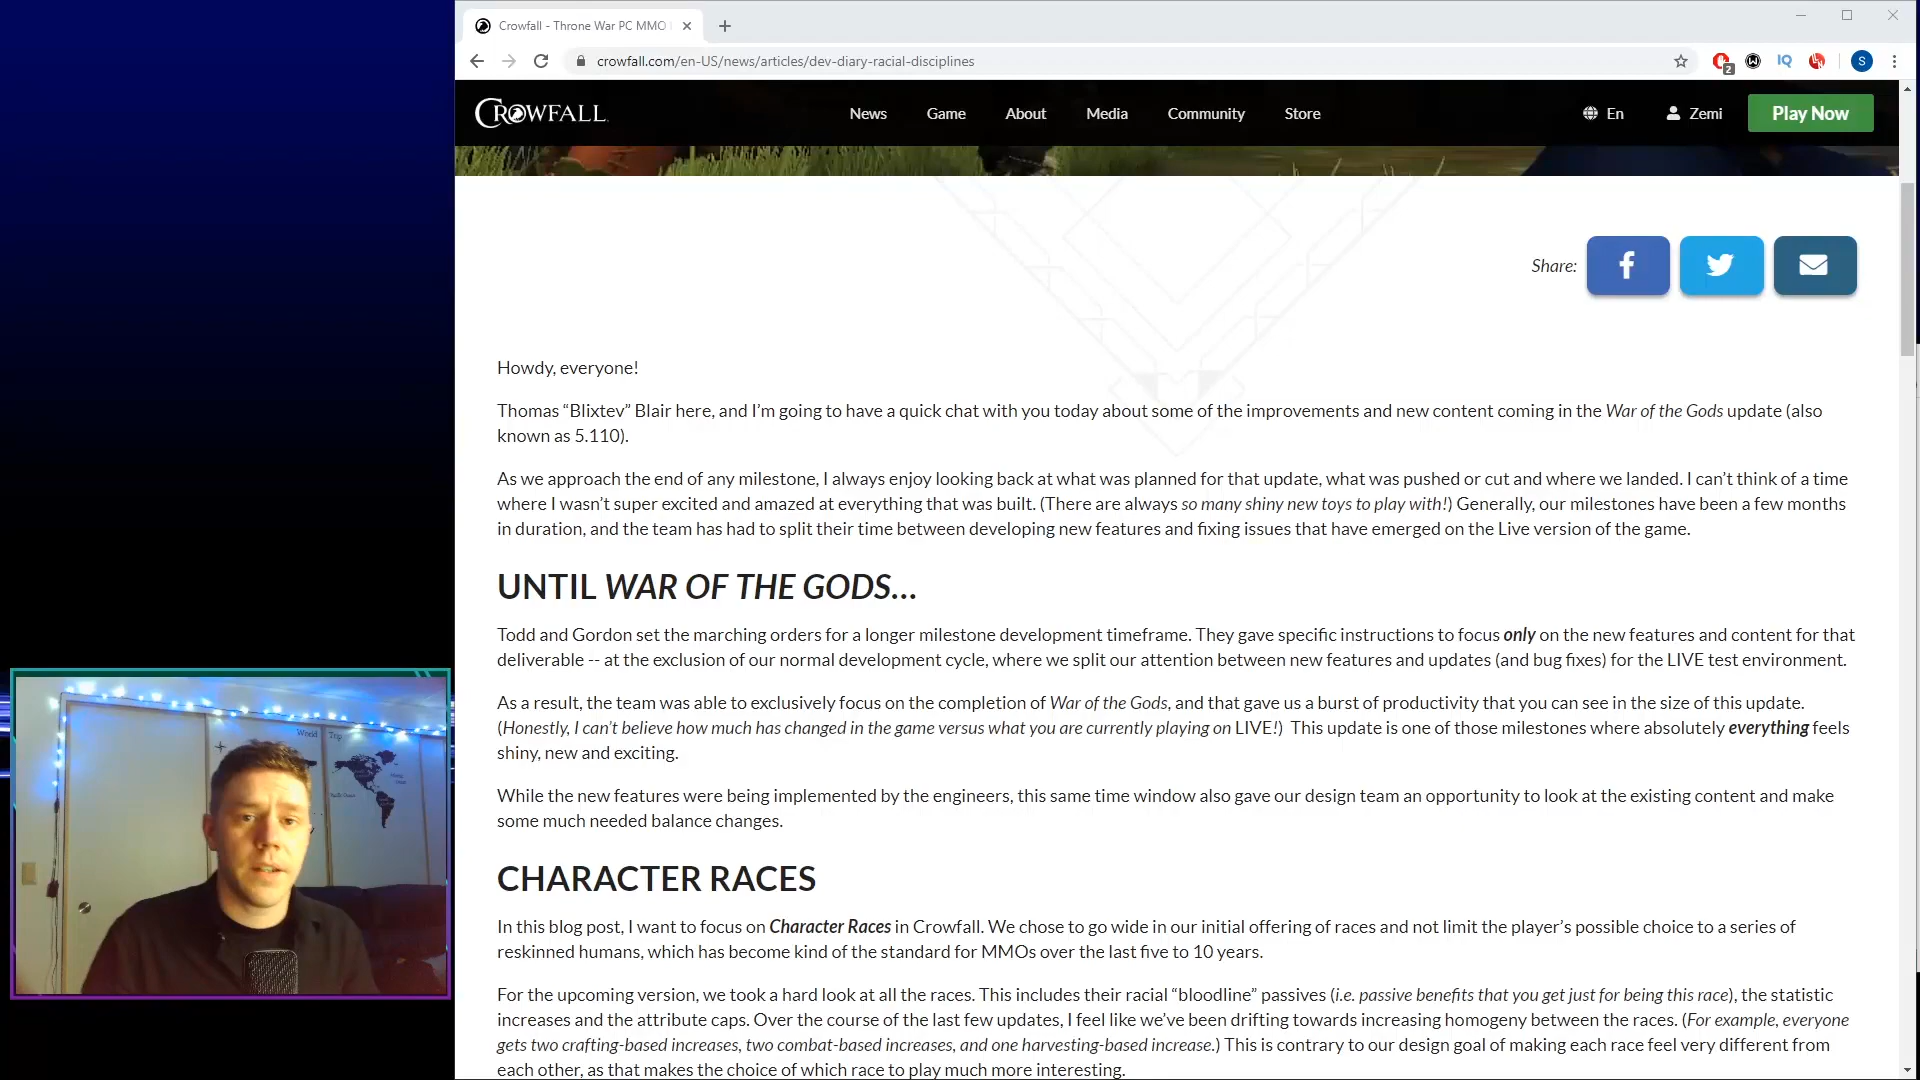 Crowfall - Throne War PC MMO
crowfall.com/en-US/news/articles/dev-diary-racial-disciplines
2
IQ
S
CROWFALL
News
Game
About
Media
Community
Store
En
Zemi
Play Now
Share:
Howdy, everyone!
Thomas “Blixtev” Blair here, and I’m going to have a quick chat with you today about some of the improvements and new content coming in the War of the Gods update (also
known as 5.110).
As we approach the end of any milestone, I always enjoy looking back at what was planned for that update, what was pushed or cut and where we landed. I can’t think of a time
where I wasn’t super excited and amazed at everything that was built. (There are always so many shiny new toys to play with!) Generally, our milestones have been a few months
in duration, and the team has had to split their time between developing new features and fixing issues that have emerged on the Live version of the game.
UNTIL WAR OF THE GODS...
Todd and Gordon set the marching orders for a longer milestone development timeframe. They gave specific instructions to focus only on the new features and content for that
deliverable -- at the exclusion of our normal development cycle, where we split our attention between new features and updates (and bug fixes) for the LIVE test environment.
As a result, the team was able to exclusively focus on the completion of War of the Gods, and that gave us a burst of productivity that you can see in the size of this update.
(Honestly, I can’t believe how much has changed in the game versus what you are currently playing on LIVE!) This update is one of those milestones where absolutely everything feels
shiny, new and exciting.
While the new features were being implemented by the engineers, this same time window also gave our design team an opportunity to look at the existing content and make
some much needed balance changes.
CHARACTER RACES
In this blog post, I want to focus on Character Races in Crowfall. We chose to go wide in our initial offering of races and not limit the player’s possible choice to a series of
reskinned humans, which has become kind of the standard for MMOs over the last five to 10 years.
For the upcoming version, we took a hard look at all the races. This includes their racial “bloodline” passives (i.e. passive benefits that you get just for being this race), the statistic
increases and the attribute caps. Over the course of the last few updates, I feel like we’ve been drifting towards increasing homogeny between the races. (For example, everyone
gets two crafting-based increases, two combat-based increases, and one harvesting-based increase.) This is contrary to our design goal of making each race feel very different from
each other, as that makes the choice of which race to play much more interesting.
World Trip